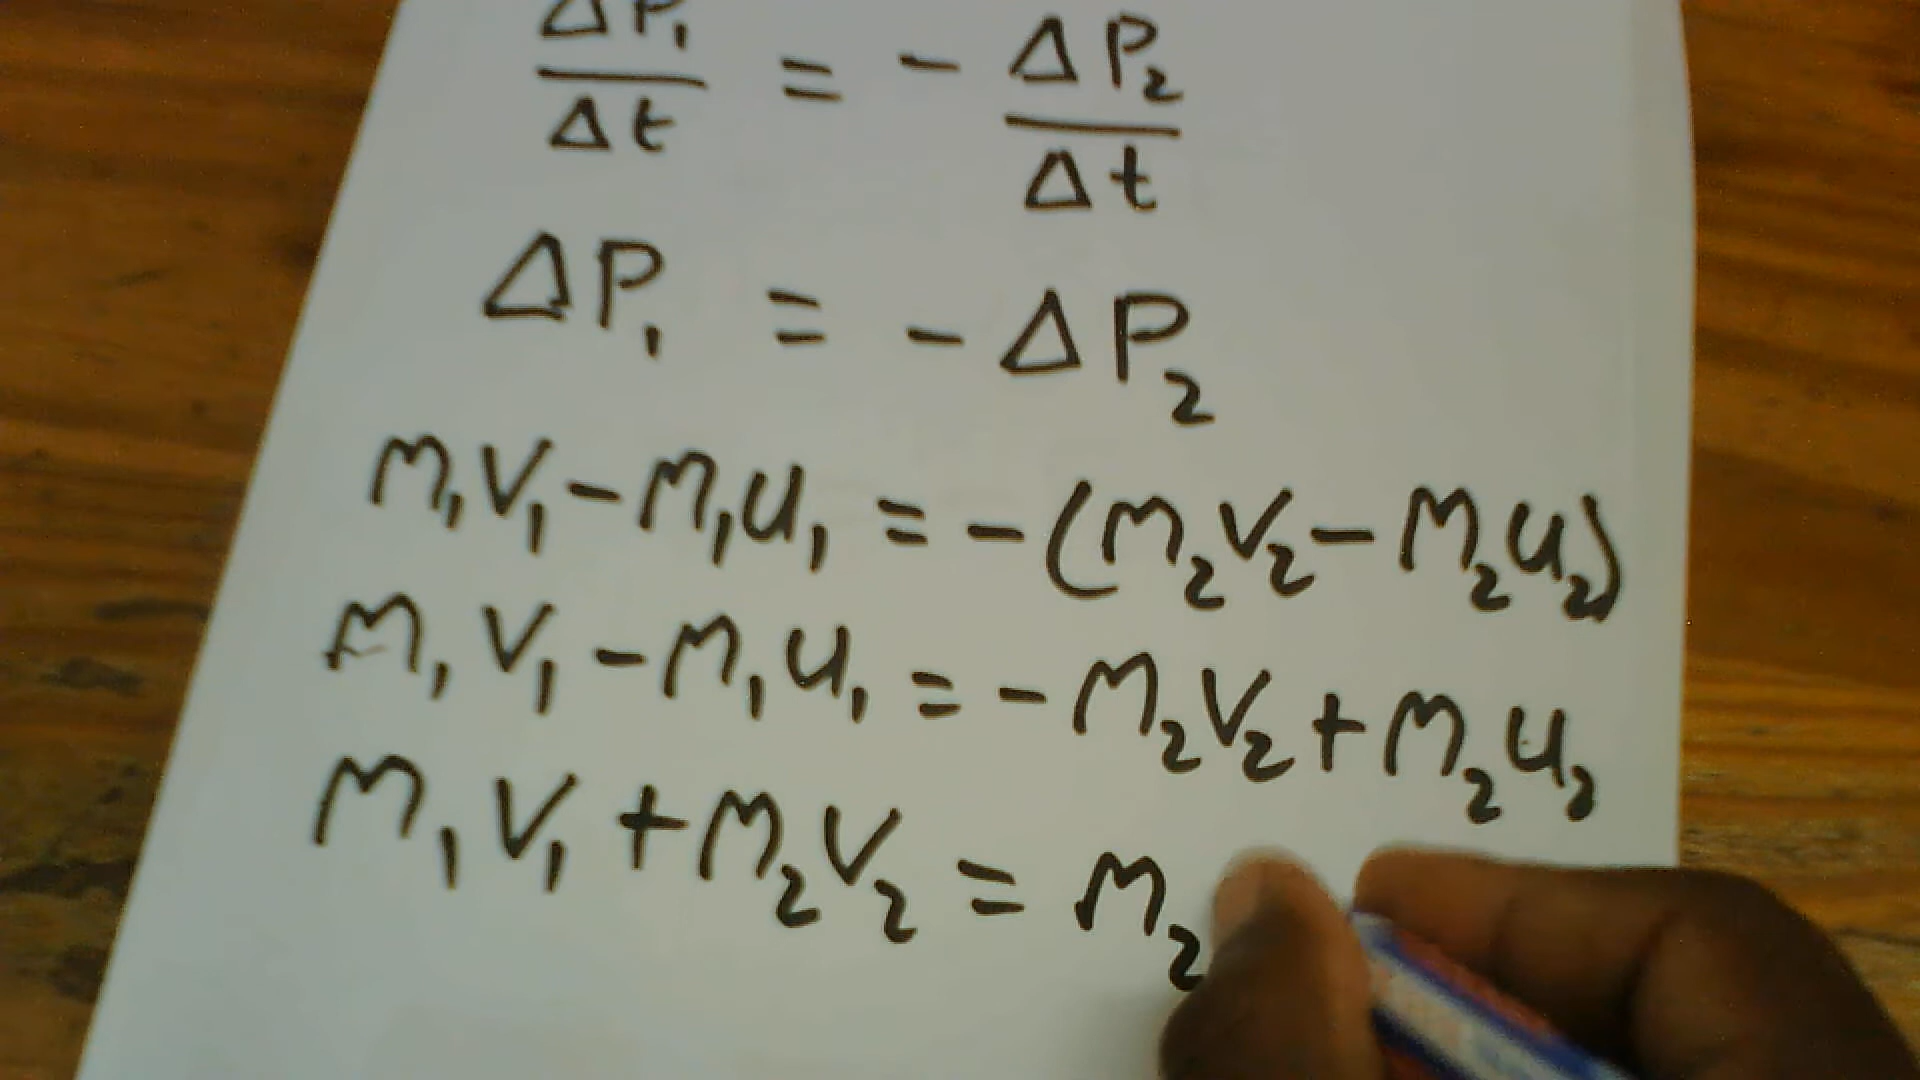 ΔP₁/Δt = - ΔP₂/Δt
ΔP₁ = - ΔP₂
M₁V₁ - M₁U₁ = - (M₂V₂ - M₂U₂)
M₁V₁ - M₁U₁ = - M₂V₂ + M₂U₂
M₁V₁ + M₂V₂ = M₂